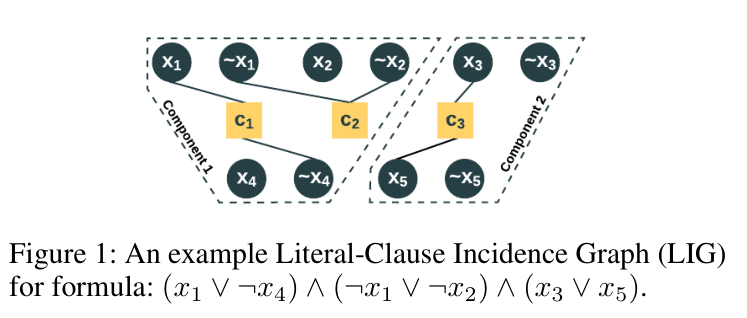 x1 ~x1 x2 ~x2 x3 ~x3
c1 c2 c3
Component 1
Component 2
x4 ~x4 x5 ~x5
Figure 1: An example Literal-Clause Incidence Graph (LIG)
for formula: (x₁ ∨ ¬x₄) ∧ (¬x₁ ∨ ¬x₂) ∧ (x₃ ∨ x₅).